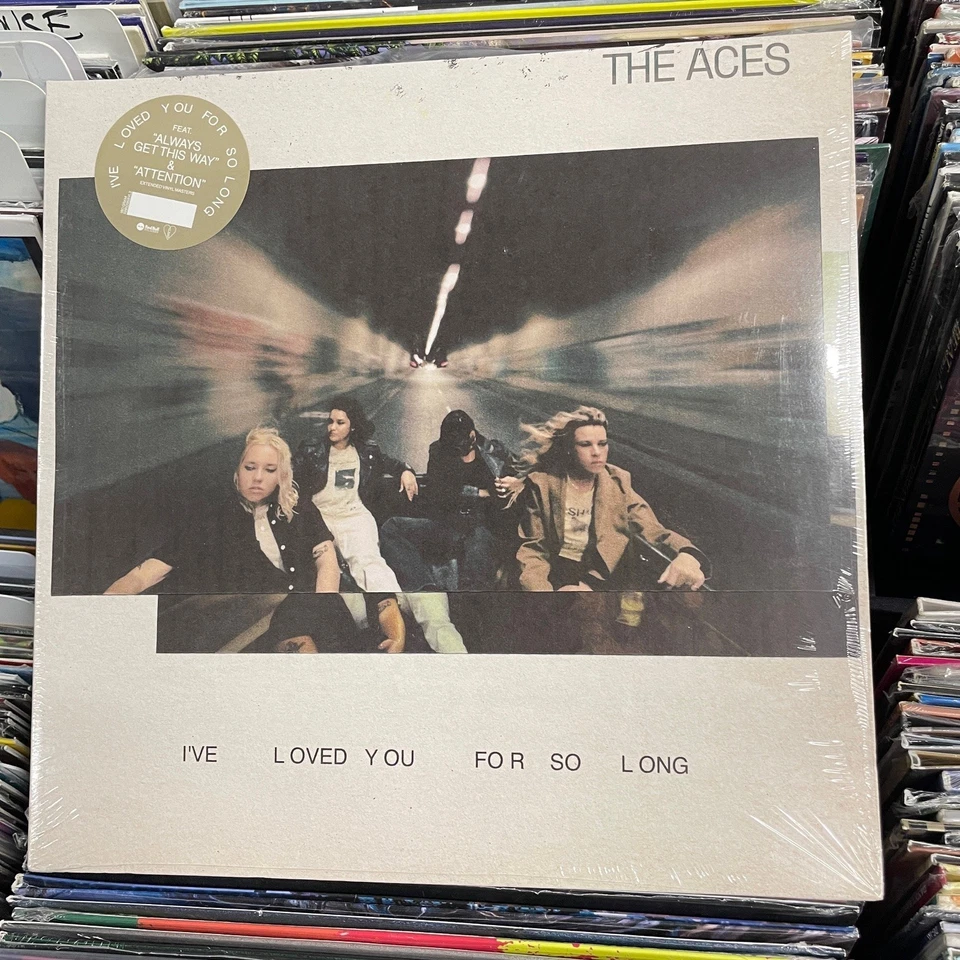 USE
THE ACES
I'VE LOVED YOU FOR SO LONG
FEAT.
"ALWAYS
GET THIS WAY"
&
"ATTENTION"
EXTENDED VINYL MASTERS
I'VE LOVED YOU FOR SO LONG